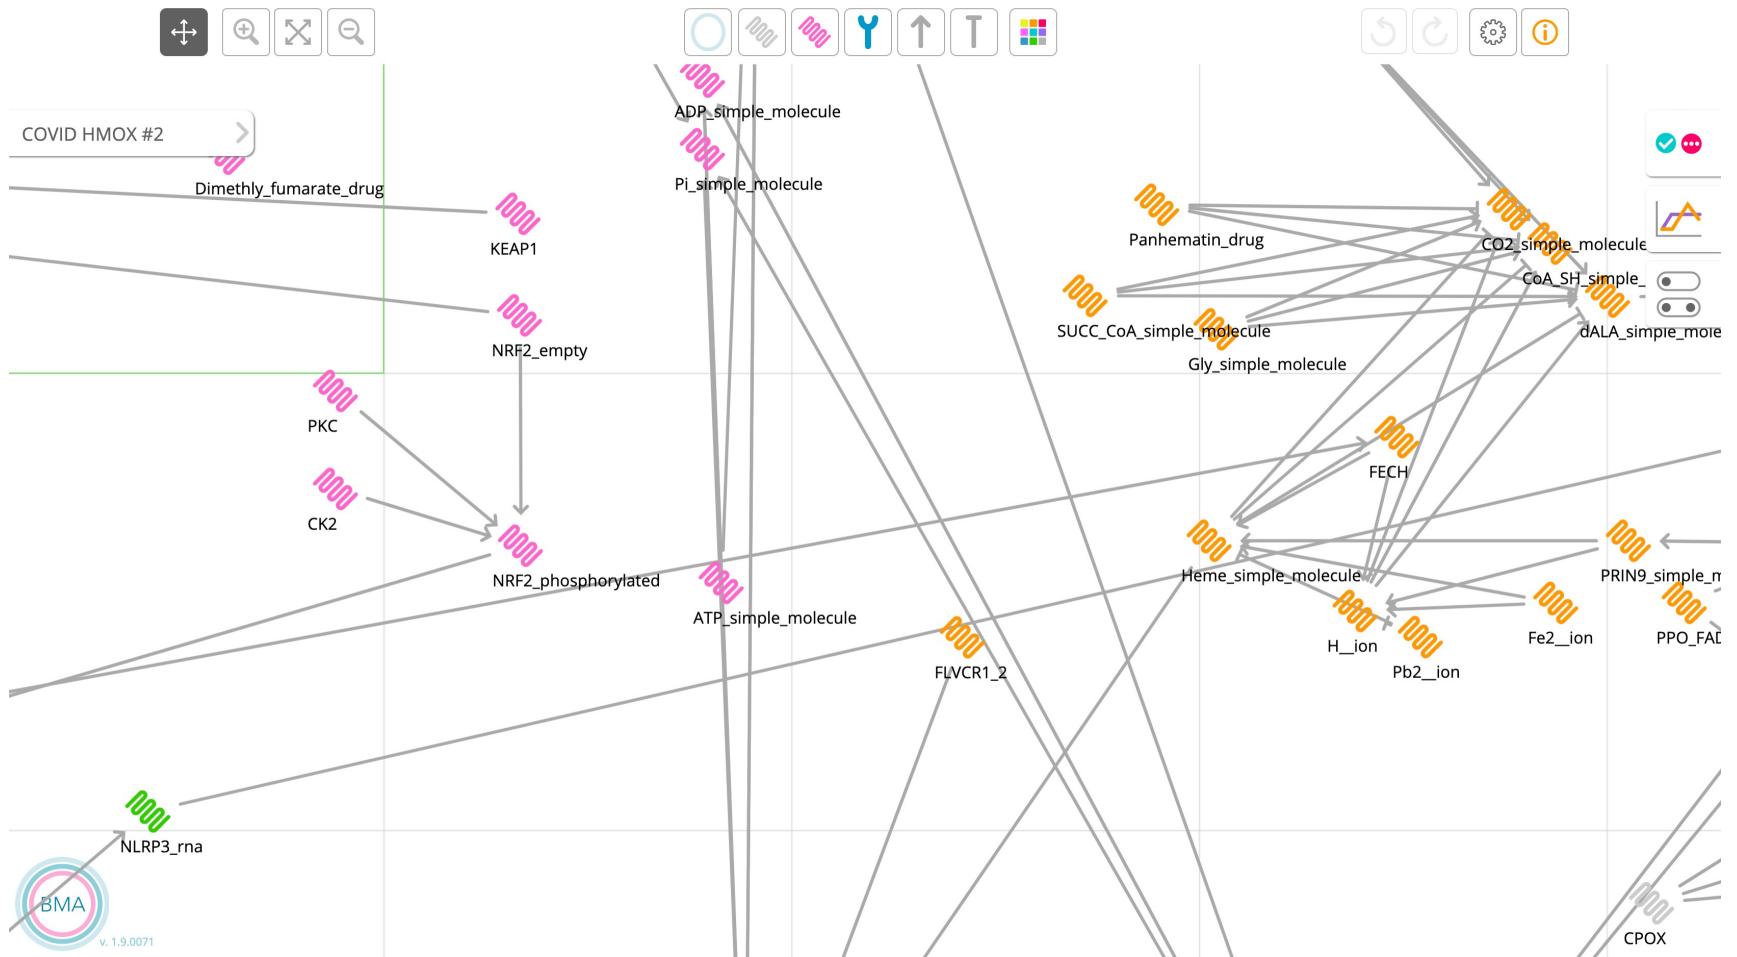 ADP_simple_molecule
COVID HMOX #2
Pi_simple_molecule
Dimethly_fumarate_drug
KEAP1
Panhematin_drug
CO2_simple_molecule
CoA_SH_simple_
SUCC_CoA_simple_molecule
dALA_simple_mole
NRF2_empty
Gly_simple_molecule
PKC
FECH
CK2
NRF2_phosphorylated
Heme_simple_molecule
PRIN9_simple_m
ATP_simple_molecule
H__ion
Fe2__ion
PPO_FAD
FLVCR1_2
Pb2__ion
NLRP3_rna
BMA
v. 1.9.0071
CPOX